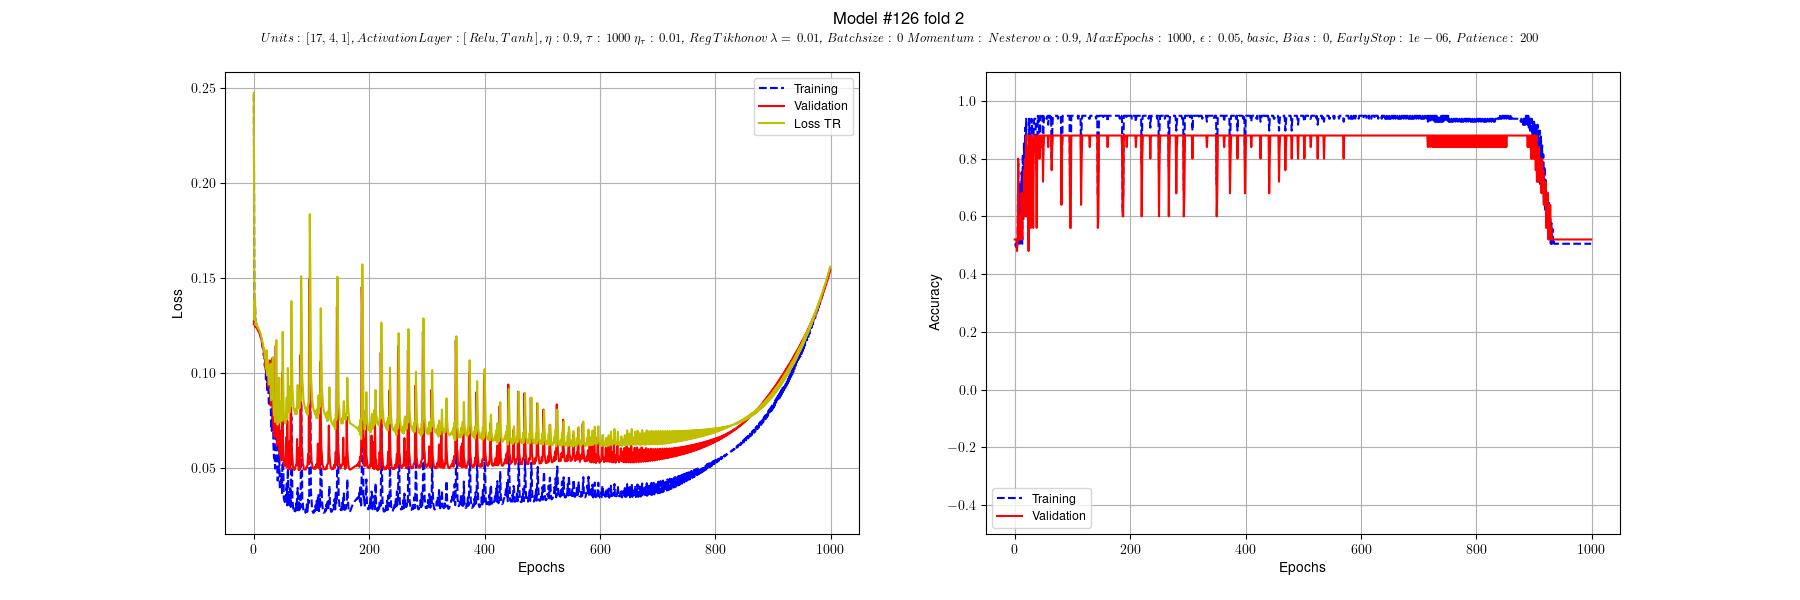 Model #126 fold 2
Units : [17, 4, 1], ActivationLayer : [ Relu, Tanh], η : 0.9, τ : 1000 η_τ : 0.01, Reg Tikhonov λ = 0.01, Batchsize : 0 Momentum : Nesterov α : 0.9, MaxEpochs : 1000, ϵ : 0.05, basic, Bias : 0, EarlyStop : 1e − 06, Patience : 200
0.25
0.20
0.15
0.10
0.05
Loss
0 200 400 600 800 1000
Epochs
Training
Validation
Loss TR
1.0
0.8
0.6
0.4
0.2
0.0
−0.2
−0.4
Accuracy
0 200 400 600 800 1000
Epochs
Training
Validation